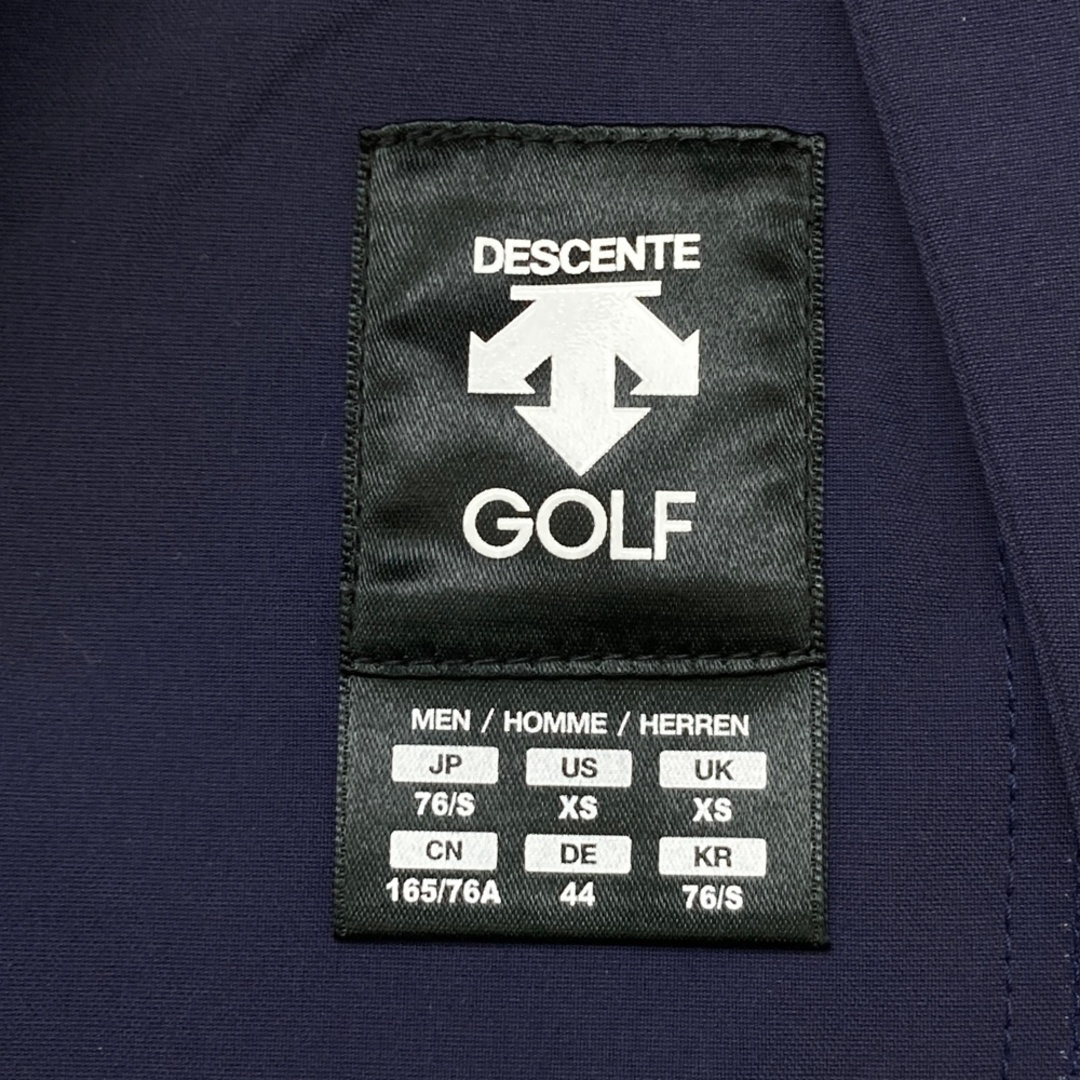 DESCENTE
GOLF
MEN / HOMME / HERREN
JP US UK
76/S XS XS
CN DE KR
165/76A 44 76/S